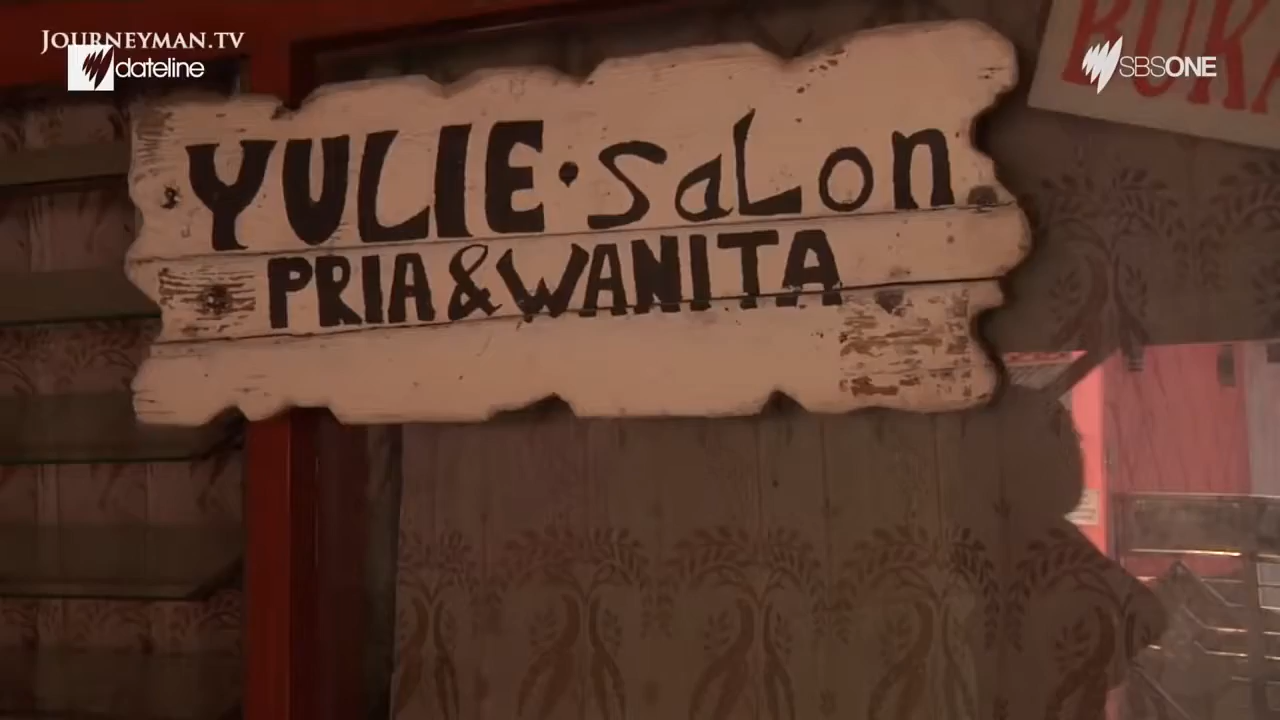 JOURNEYMAN.TV
dateline
SBSONE
YULIE·SaLon
PRIA & WANITA